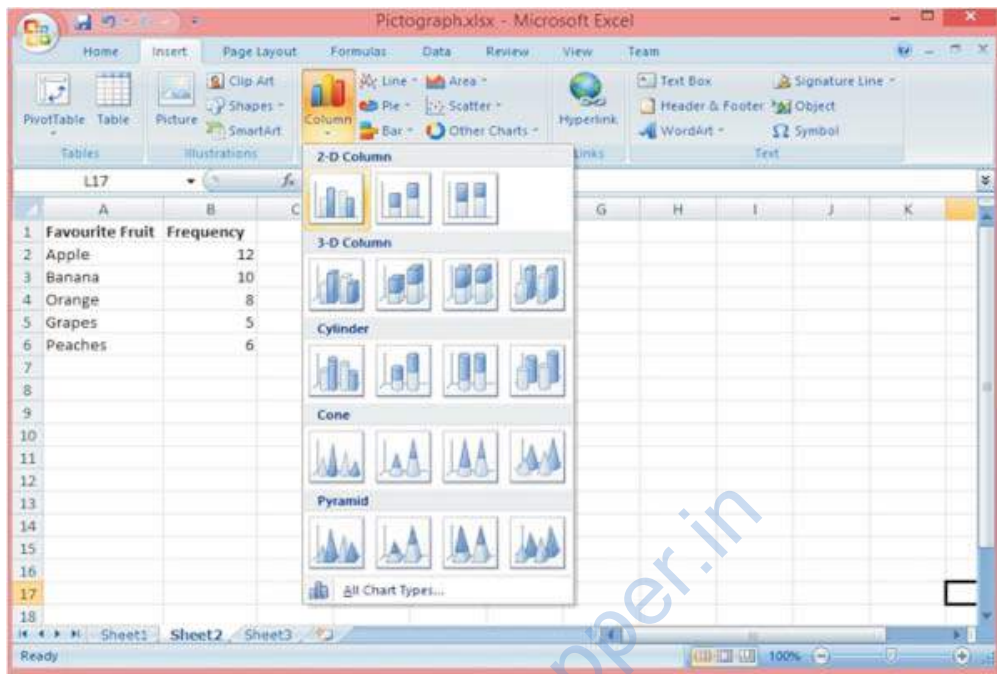 Pictograph.xlsx - Microsoft Excel
Home Insert Page Layout Formulas Data Review View Team
PivotTable Table Picture Clip Art Shapes SmartArt Column Line Area Pie Scatter Bar Other Charts Hyperlink Text Box Header & Footer WordArt Signature Line Object Symbol
Tables Illustrations Links Text
L17
A B C G H I J K
1 Favourite Fruit Frequency
2 Apple 12
3 Banana 10
4 Orange 8
5 Grapes 5
6 Peaches 6
7
8
9
10
11
12
13
14
15
16
17
18
2-D Column
3-D Column
Cylinder
Cone
Pyramid
All Chart Types...
Sheet1 Sheet2 Sheet3
Ready 100%
pper.in